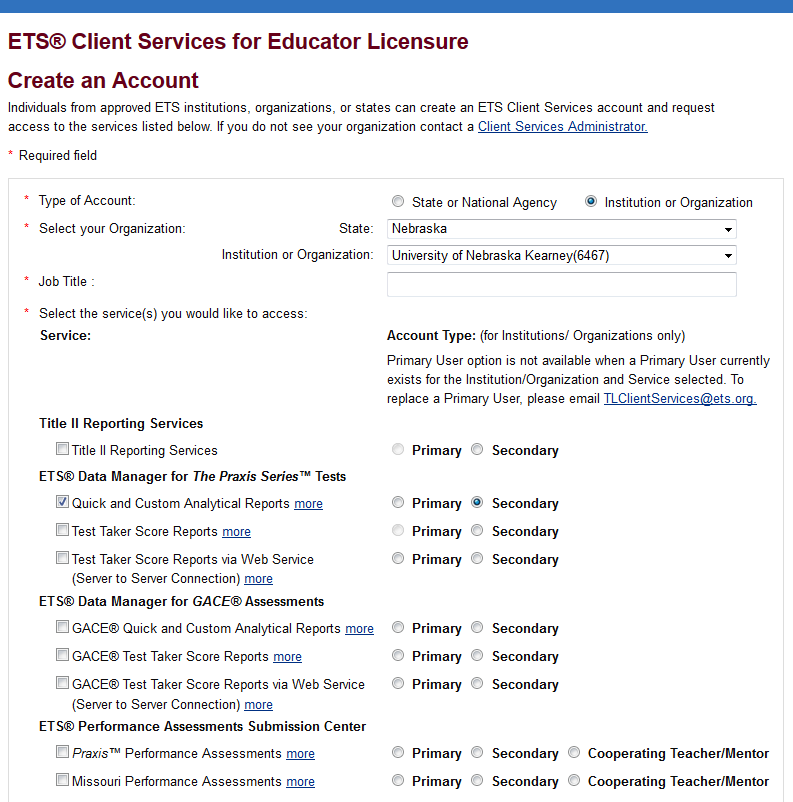 ETS® Client Services for Educator Licensure
Create an Account
Individuals from approved ETS institutions, organizations, or states can create an ETS Client Services account and request
access to the services listed below. If you do not see your organization contact a Client Services Administrator.
* Required field
* Type of Account: State or National Agency Institution or Organization
* Select your Organization: State: Nebraska
Institution or Organization: University of Nebraska Kearney(6467)
* Job Title :
* Select the service(s) you would like to access:
Service: Account Type: (for Institutions/ Organizations only)
Primary User option is not available when a Primary User currently
exists for the Institution/Organization and Service selected. To
replace a Primary User, please email TLClientServices@ets.org.
Title II Reporting Services
Title II Reporting Services Primary Secondary
ETS® Data Manager for The Praxis Series™ Tests
Quick and Custom Analytical Reports more Primary Secondary
Test Taker Score Reports more Primary Secondary
Test Taker Score Reports via Web Service Primary Secondary
(Server to Server Connection) more
ETS® Data Manager for GACE® Assessments
GACE® Quick and Custom Analytical Reports more Primary Secondary
GACE® Test Taker Score Reports more Primary Secondary
GACE® Test Taker Score Reports via Web Service Primary Secondary
(Server to Server Connection) more
ETS® Performance Assessments Submission Center
Praxis™ Performance Assessments more Primary Secondary Cooperating Teacher/Mentor
Missouri Performance Assessments more Primary Secondary Cooperating Teacher/Mentor